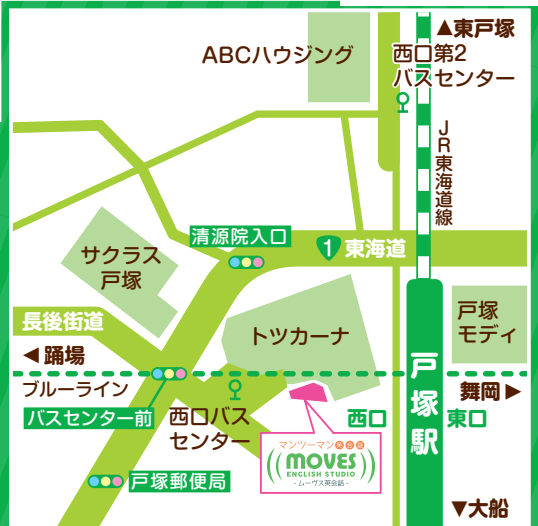 ▲東戸塚
ABCハウジング
西口第2
バスセンター
JR東海道線
清源院入口
1 東海道
サクラス
戸塚
長後街道
トツカーナ
戸塚
モディ
◀踊場
ブルーライン
舞岡▶
バスセンター前
西口バス
センター
西口
戸塚駅
東口
マンツーマン英会話
MOVES
ENGLISH STUDIO
- ムーヴス英会話 -
戸塚郵便局
▼大船